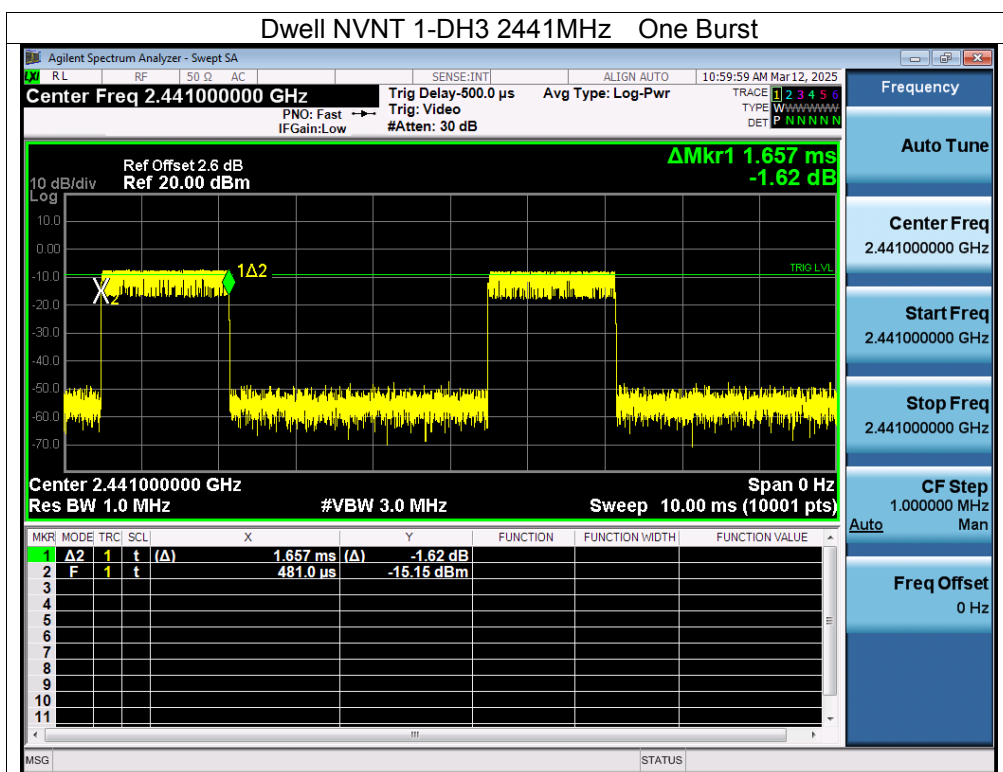 Dwell NVNT 1-DH3 2441MHz One Burst
Agilent Spectrum Analyzer - Swept SA
LXI RL RF 50 Ω AC SENSE:INT ALIGN AUTO 10:59:59 AM Mar 12, 2025
Center Freq 2.441000000 GHz Trig Delay-500.0 µs Avg Type: Log-Pwr TRACE 1 2 3 4 5 6
PNO: Fast Trig: Video TYPE WWWWWWW
IFGain:Low #Atten: 30 dB DET P N N N N N
Frequency
Auto Tune
Center Freq
2.441000000 GHz
Start Freq
2.441000000 GHz
Stop Freq
2.441000000 GHz
CF Step
1.000000 MHz
Auto Man
Freq Offset
0 Hz
ΔMkr1 1.657 ms
-1.62 dB
Ref Offset 2.6 dB
10 dB/div Ref 20.00 dBm
Log
10.0
0.00
-10.0
-20.0
-30.0
-40.0
-50.0
-60.0
-70.0
TRIG LVL
1Δ2
X2
Center 2.441000000 GHz Span 0 Hz
Res BW 1.0 MHz #VBW 3.0 MHz Sweep 10.00 ms (10001 pts)
MKR MODE TRC SCL X Y FUNCTION FUNCTION WIDTH FUNCTION VALUE
1 Δ2 1 t (Δ) 1.657 ms (Δ) -1.62 dB
2 F 1 t 481.0 µs -15.15 dBm
3
4
5
6
7
8
9
10
11
MSG STATUS